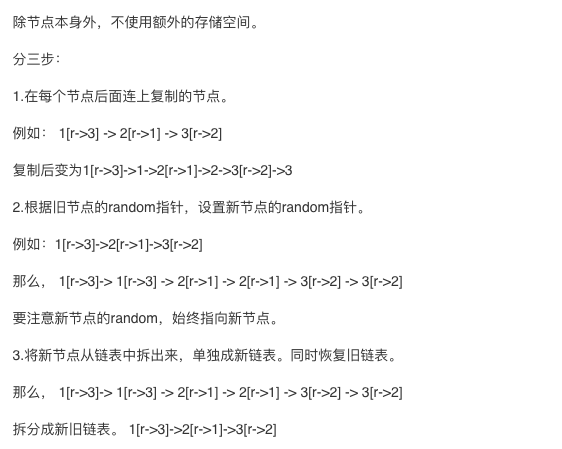 除节点本身外，不使用额外的存储空间。
分三步：
1.在每个节点后面连上复制的节点。
例如： 1[r->3] -> 2[r->1] -> 3[r->2]
复制后变为1[r->3]->1->2[r->1]->2->3[r->2]->3
2.根据旧节点的random指针，设置新节点的random指针。
例如：1[r->3]->2[r->1]->3[r->2]
那么， 1[r->3]-> 1[r->3] -> 2[r->1] -> 2[r->1] -> 3[r->2] -> 3[r->2]
要注意新节点的random，始终指向新节点。
3.将新节点从链表中拆出来，单独成新链表。同时恢复旧链表。
那么， 1[r->3]-> 1[r->3] -> 2[r->1] -> 2[r->1] -> 3[r->2] -> 3[r->2]
拆分成新旧链表。 1[r->3]->2[r->1]->3[r->2]